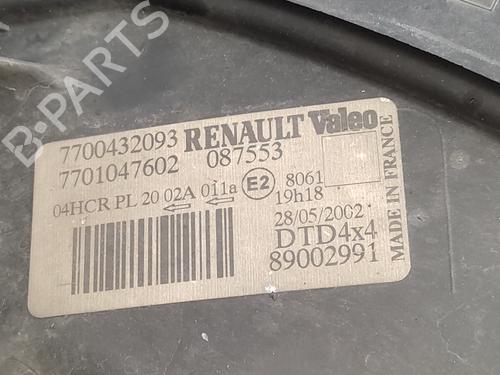 B-PARTS
7700432093 RENAULT Valeo
7701047602 087553
04HCR PL 20 02A 011a E2 8061
19h18
28/05/2002
DTD4x4
89002991
MADE IN FRANCE